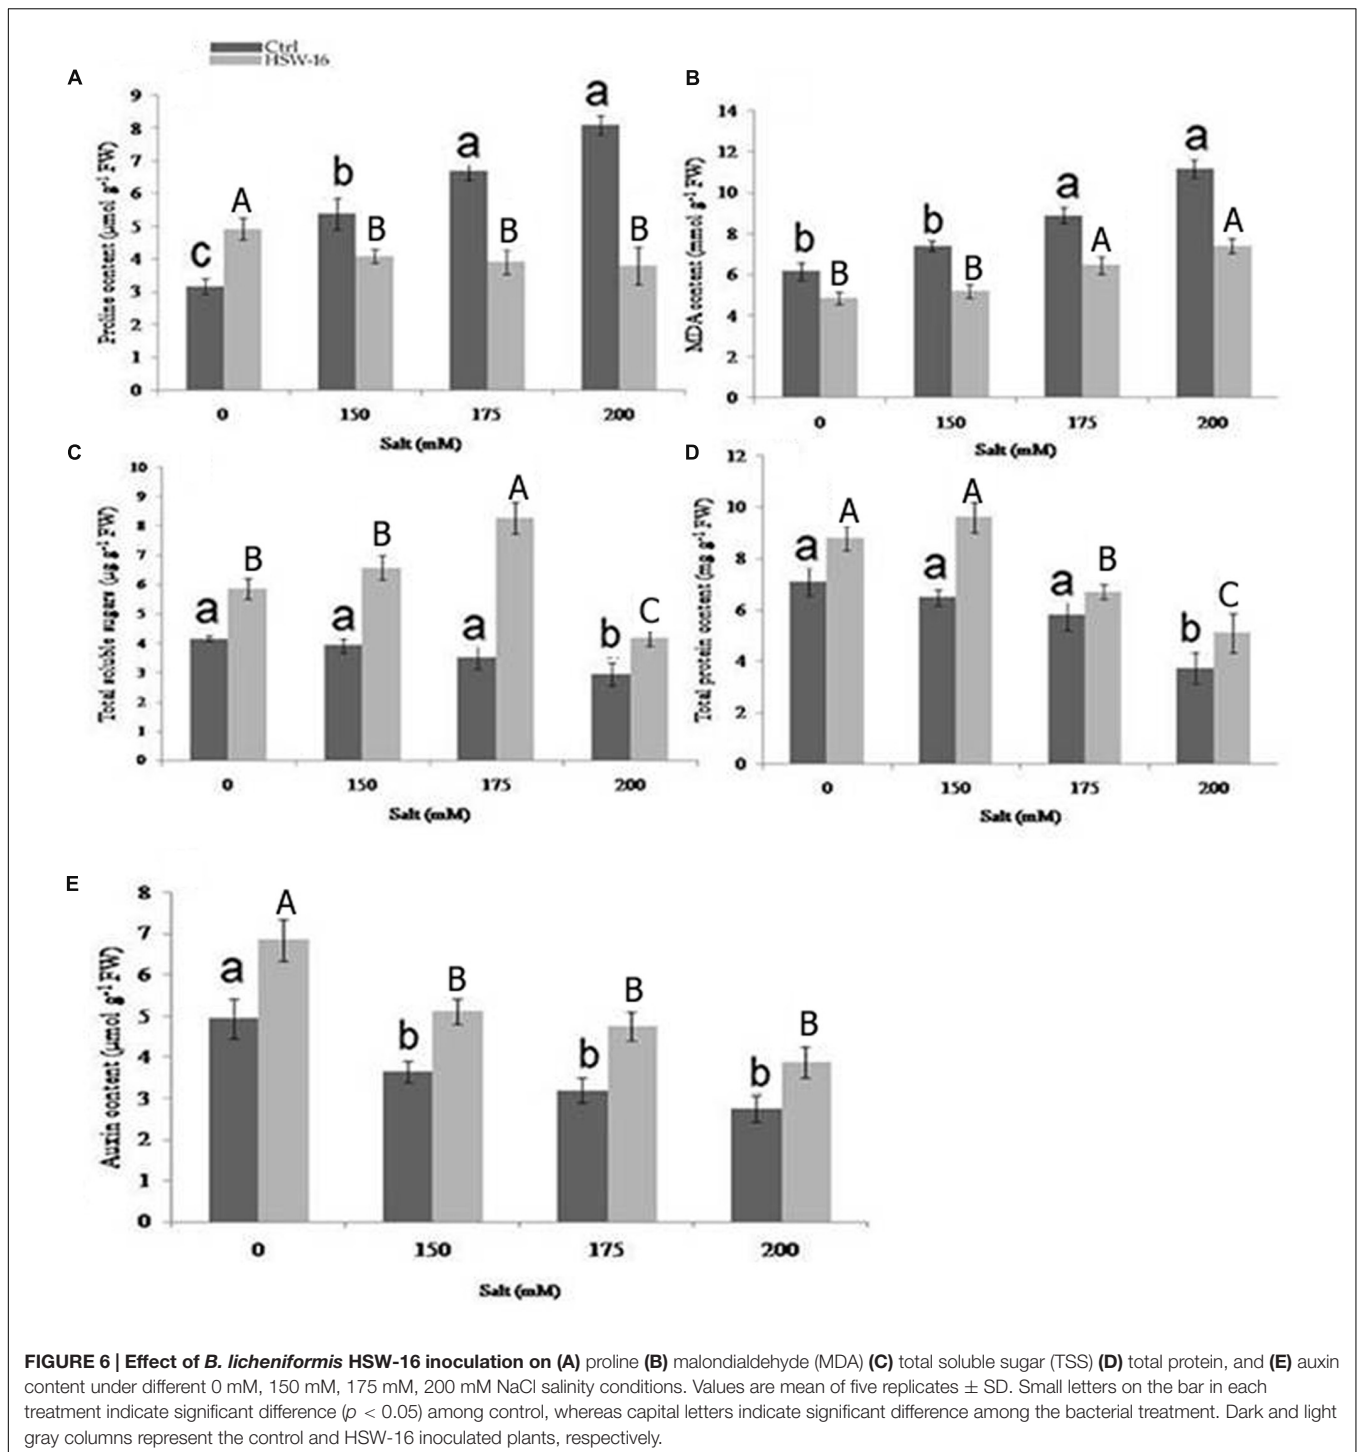 Ctrl
HSW-16
A
9
8
7
6
5
4
3
2
1
0
Proline content (µmol g-1 FW)
c A b B a B a B
0 150 175 200
Salt (mM)
B
14
12
10
8
6
4
2
0
MDA content (mmol g-1 FW)
b B b B a A a A
0 150 175 200
Salt (mM)
C
10
9
8
7
6
5
4
3
2
1
0
Total soluble sugars (µg g-1 FW)
a B a B a A b C
0 150 175 200
Salt (mM)
D
12
10
8
6
4
2
0
Total protein content (mg g-1 FW)
a A a A a B b C
0 150 175 200
Salt (mM)
E
8
7
6
5
4
3
2
1
0
Auxin content (µmol g-1 FW)
a A b B b B b B
0 150 175 200
Salt (mM)
FIGURE 6 | Effect of B. licheniformis HSW-16 inoculation on (A) proline (B) malondialdehyde (MDA) (C) total soluble sugar (TSS) (D) total protein, and (E) auxin
content under different 0 mM, 150 mM, 175 mM, 200 mM NaCl salinity conditions. Values are mean of five replicates ± SD. Small letters on the bar in each
treatment indicate significant difference (p < 0.05) among control, whereas capital letters indicate significant difference among the bacterial treatment. Dark and light
gray columns represent the control and HSW-16 inoculated plants, respectively.